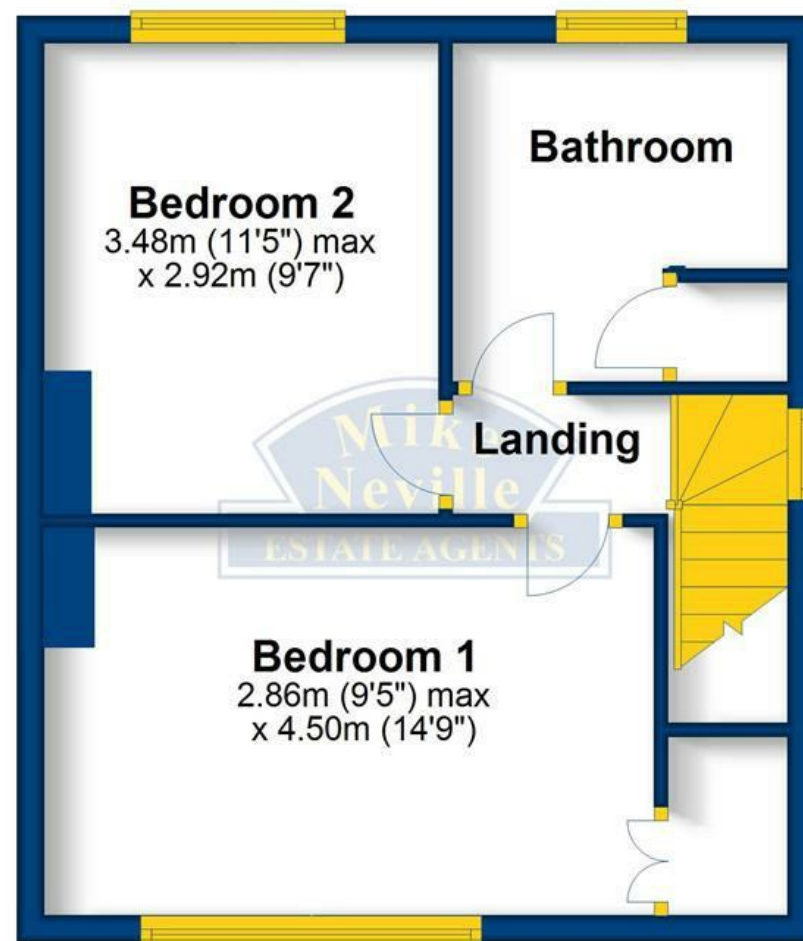 Bathroom
Bedroom 2
3.48m (11'5") max
x 2.92m (9'7")
Landing
Mike
Neville
ESTATE AGENTS
Bedroom 1
2.86m (9'5") max
x 4.50m (14'9")